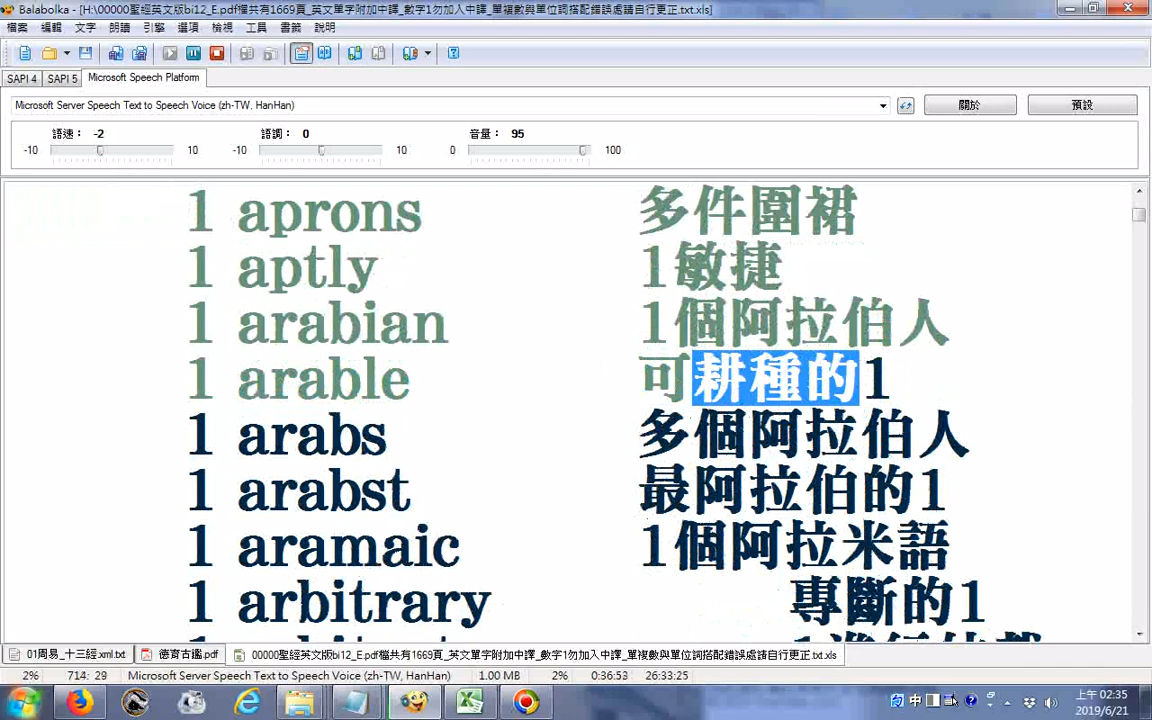 Balabolka - [H:\00000聖經英文版bi12_E.pdf檔共有1669頁_英文單字附加中譯_數字1勿加入中譯_單複數與單位詞搭配錯誤處請自行更正.txt.xls]
檔案 編輯 文字 朗讀 引擎 選項 檢視 工具 書籤 說明
SAPI 4 SAPI 5 Microsoft Speech Platform
Microsoft Server Speech Text to Speech Voice (zh-TW, HanHan) 關於 預設
語速： -2 語調： 0 音量： 95
-10 10 -10 10 0 100
1 aprons 多件圍裙
1 aptly 1敏捷
1 arabian 1個阿拉伯人
1 arable 可耕種的1
1 arabs 多個阿拉伯人
1 arabst 最阿拉伯的1
1 aramaic 1個阿拉米語
1 arbitrary 專斷的1
01周易_十三經.xml.txt 德育古鑑.pdf 00000聖經英文版bi12_E.pdf檔共有1669頁_英文單字附加中譯_數字1勿加入中譯_單複數與單位詞搭配錯誤處請自行更正.txt.xls
2% 714: 29 Microsoft Server Speech Text to Speech Voice (zh-TW, HanHan) 1.00 MB 2% 0:36:53 26:33:25
中 上午 02:35
2019/6/21